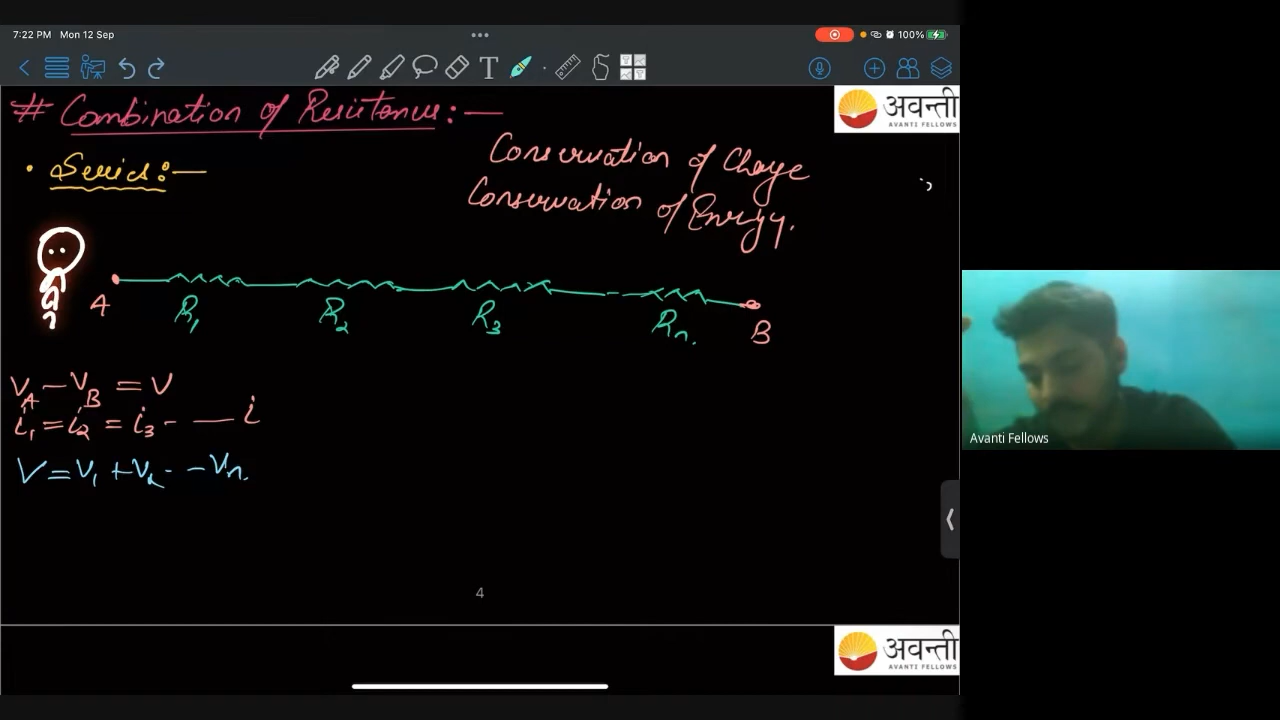 7:22 PM Mon 12 Sep
100%
T
# Combination of Resistance:—
अवन्ती
AVANTI FELLOWS
• Series:—
Conservation of Charge
Conservation of Energy.
A
R1
R2
R3
Rn.
B
VA — VB = V
i1 = i2 = i3 - — i
V = V1 + V2 - - Vn.
4
अवन्ती
AVANTI FELLOWS
Avanti Fellows